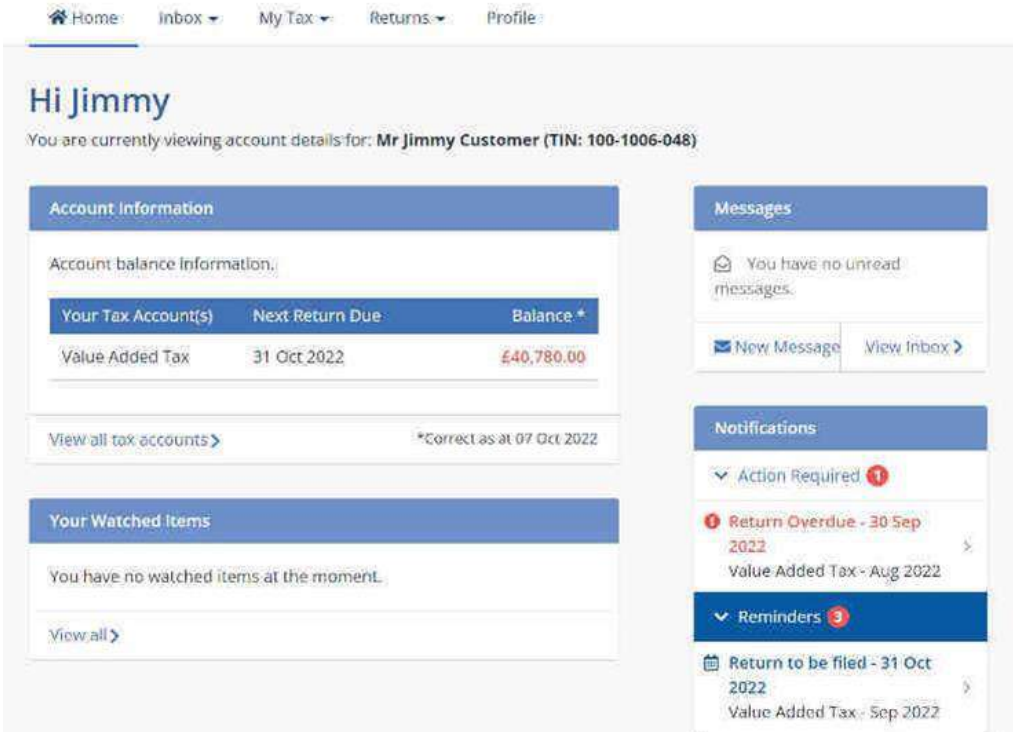 Home Inbox My Tax Returns Profile
Hi Jimmy
You are currently viewing account details for: Mr Jimmy Customer (TIN: 100-1006-048)
Account Information
Account balance information.
Your Tax Account(s) Next Return Due Balance *
Value Added Tax 31 Oct 2022 £40,780.00
View all tax accounts
*Correct as at 07 Oct 2022
Your Watched Items
You have no watched items at the moment.
View all
Messages
You have no unread
messages.
New Message View Inbox
Notifications
Action Required 1
Return Overdue - 30 Sep
2022
Value Added Tax - Aug 2022
Reminders 3
Return to be filed - 31 Oct
2022
Value Added Tax - Sep 2022